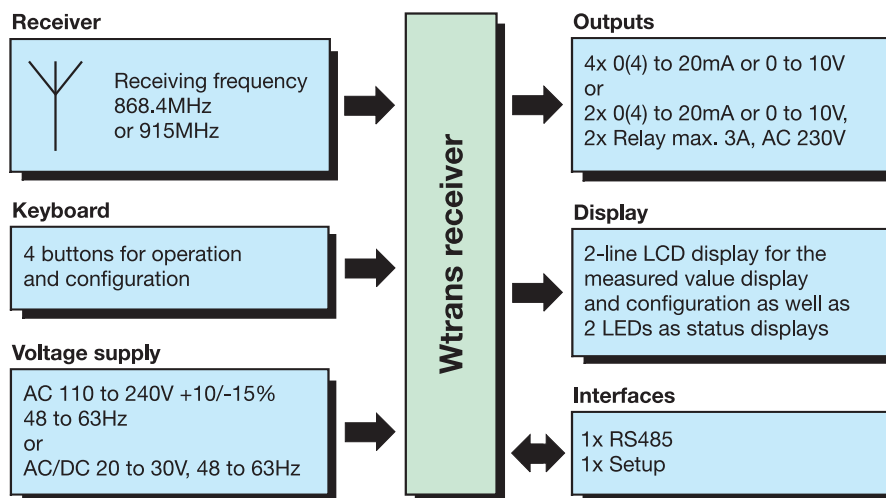 Receiver
Receiving frequency
868.4MHz
or 915MHz
Keyboard
4 buttons for operation
and configuration
Voltage supply
AC 110 to 240V +10/-15%
48 to 63Hz
or
AC/DC 20 to 30V, 48 to 63Hz
Wtrans receiver
Outputs
4x 0(4) to 20mA or 0 to 10V
or
2x 0(4) to 20mA or 0 to 10V,
2x Relay max. 3A, AC 230V
Display
2-line LCD display for the
measured value display
and configuration as well as
2 LEDs as status displays
Interfaces
1x RS485
1x Setup